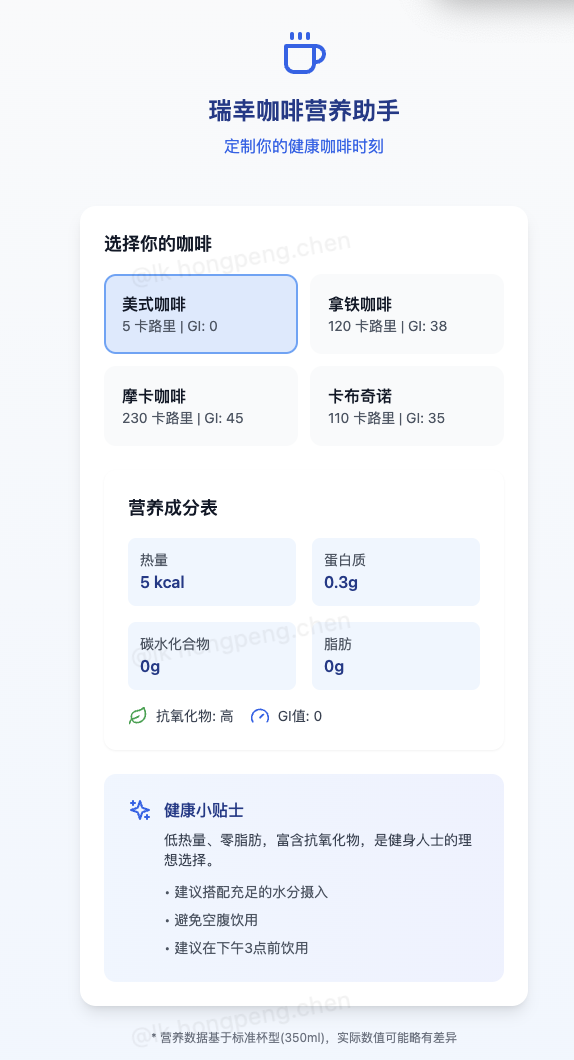 瑞幸咖啡营养助手
定制你的健康咖啡时刻
选择你的咖啡
@lk hongpeng.chen
美式咖啡
5 卡路里 | GI: 0
拿铁咖啡
120 卡路里 | GI: 38
摩卡咖啡
230 卡路里 | GI: 45
卡布奇诺
110 卡路里 | GI: 35
营养成分表
热量
5 kcal
蛋白质
0.3g
@lk hongpeng.chen
碳水化合物
0g
脂肪
0g
抗氧化物: 高
GI值: 0
健康小贴士
低热量、零脂肪，富含抗氧化物，是健身人士的理
想选择。
• 建议搭配充足的水分摄入
• 避免空腹饮用
• 建议在下午3点前饮用
@lk hongpeng.chen
* 营养数据基于标准杯型(350ml)，实际数值可能略有差异